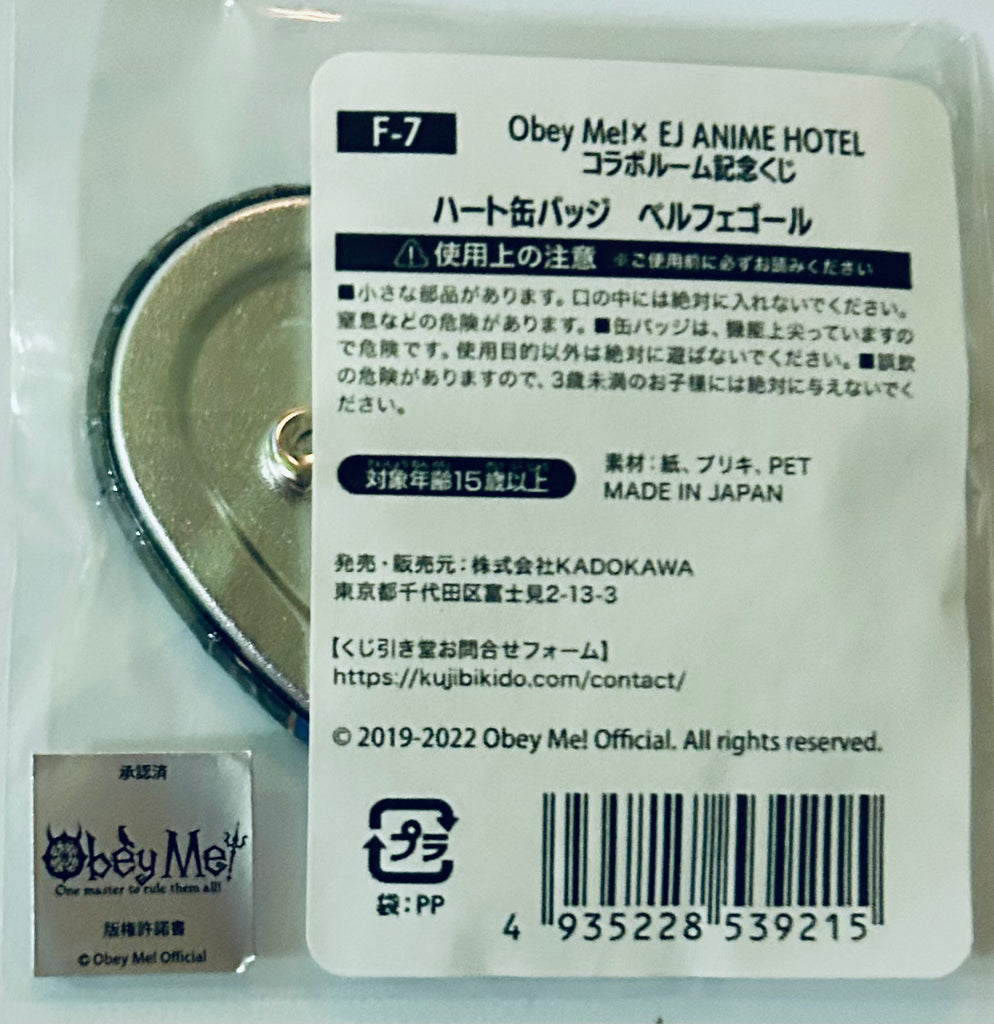 F-7
Obey Me!× EJ ANIME HOTEL
コラボルーム記念くじ
ハート缶バッジ ベルフェゴール
使用上の注意 ※ご使用前に必ずお読みください
■小さな部品があります。口の中には絶対に入れないでください。
窒息などの危険があります。■缶バッジは、機能上尖っていますの
で危険です。使用目的以外は絶対に遊ばないでください。■誤飲
の危険がありますので、3歳未満のお子様には絶対に与えないでく
ださい。
対象年齢15歳以上
素材:紙、ブリキ、PET
MADE IN JAPAN
発売・販売元:株式会社KADOKAWA
東京都千代田区富士見2-13-3
【くじ引き堂お問合せフォーム】
https://kujibikido.com/contact/
© 2019-2022 Obey Me! Official. All rights reserved.
プラ
袋:PP
4 935228 539215
承認済
Obey Me!
One master to rule them all!
版権許諾書
© Obey Me! Official